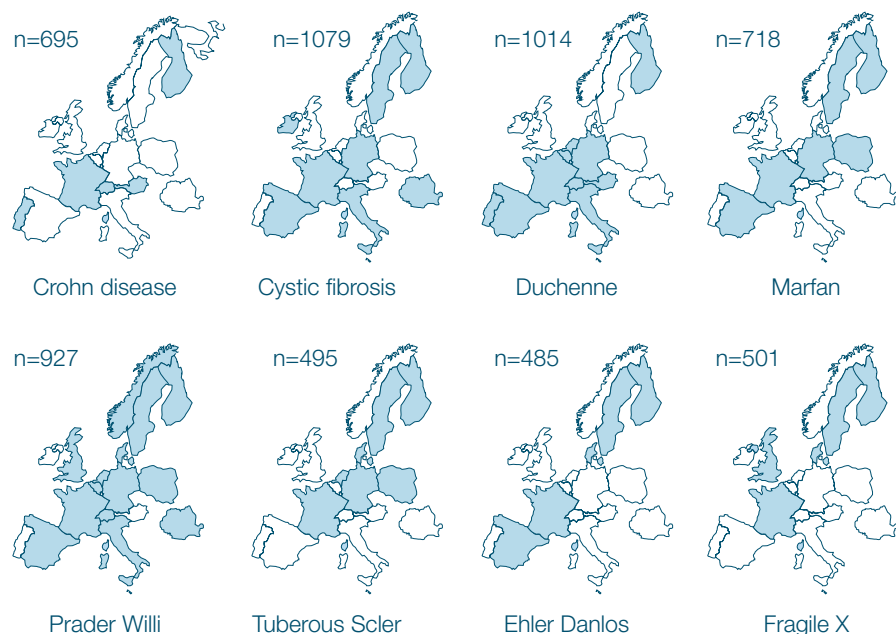 n=695 n=1079 n=1014 n=718
Crohn disease Cystic fibrosis Duchenne Marfan
n=927 n=495 n=485 n=501
Prader Willi Tuberous Scler Ehler Danlos Fragile X